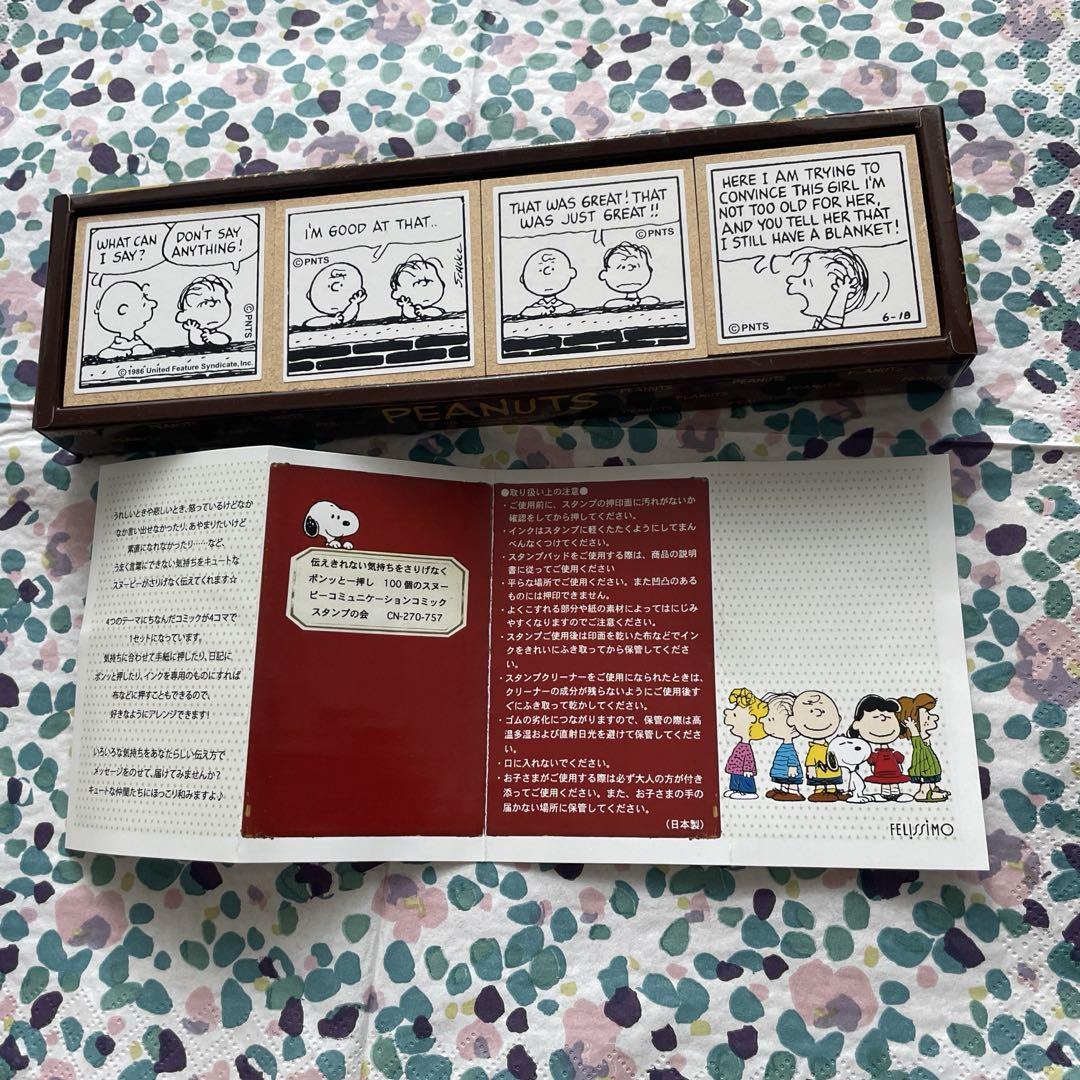 WHAT CAN
I SAY?
DON'T SAY
ANYTHING!
©PNTS
©1986 United Feature Syndicate, Inc.
I'M GOOD AT THAT..
©PNTS
SCHULZ
THAT WAS GREAT! THAT
WAS JUST GREAT!!
©PNTS
HERE I AM TRYING TO
CONVINCE THIS GIRL I'M
NOT TOO OLD FOR HER,
AND YOU TELL HER THAT
I STILL HAVE A BLANKET!
©PNTS
6-18
PEANUTS
PEANUTS
PEANUTS
PEANUTS
うれしいときや悲しいとき、怒っているけどなか
なか言い出せなかったり、あやまりたいけど
素直になれなかったり……など、
うまく言葉にできない気持ちをキュートな
スヌーピーがさりげなく伝えてくれます☆
4つのテーマにちなんだコミックが4コマで
1セットになっています。
気持ちに合わせて手紙に押したり、日記に
ポンッと押したり、インクを専用のものにすれば
布などに押すこともできるので、
好きなようにアレンジできます!
いろいろな気持ちをあなたらしい伝え方で
メッセージをのせて、届けてみませんか?
キュートな仲間たちにほっこり和みますよ♪
伝えきれない気持ちをさりげなく
ポンッと一押し 100個のスヌー
ピーコミュニケーションコミック
スタンプの会 CN-270-757
●取り扱い上の注意●
・ご使用前に、スタンプの押印面に汚れがないか
確認をしてから押してください。
・インクはスタンプに軽くたたくようにしてまん
べんなくつけてください。
・スタンプパッドをご使用する際は、商品の説明
書に従ってご使用ください
・平らな場所でご使用ください。また凹凸のある
ものには押印できません。
・よくこすれる部分や紙の素材によってはにじみ
やすくなりますのでご注意ください。
・スタンプご使用後は印面を乾いた布などでイン
クをきれいにふき取ってから保管してくださ
い。
・スタンプクリーナーをご使用になられたときは、
クリーナーの成分が残らないようにご使用後す
ぐにふき取って乾かしてください。
・ゴムの劣化につながりますので、保管の際は高
温多湿および直射日光を避けて保管してくださ
い。
・口に入れないでください。
・お子さまがご使用する際は必ず大人の方が付き
添ってご使用ください。また、お子さまの手の
届かない場所に保管してください。
(日本製)
FELISSIMO